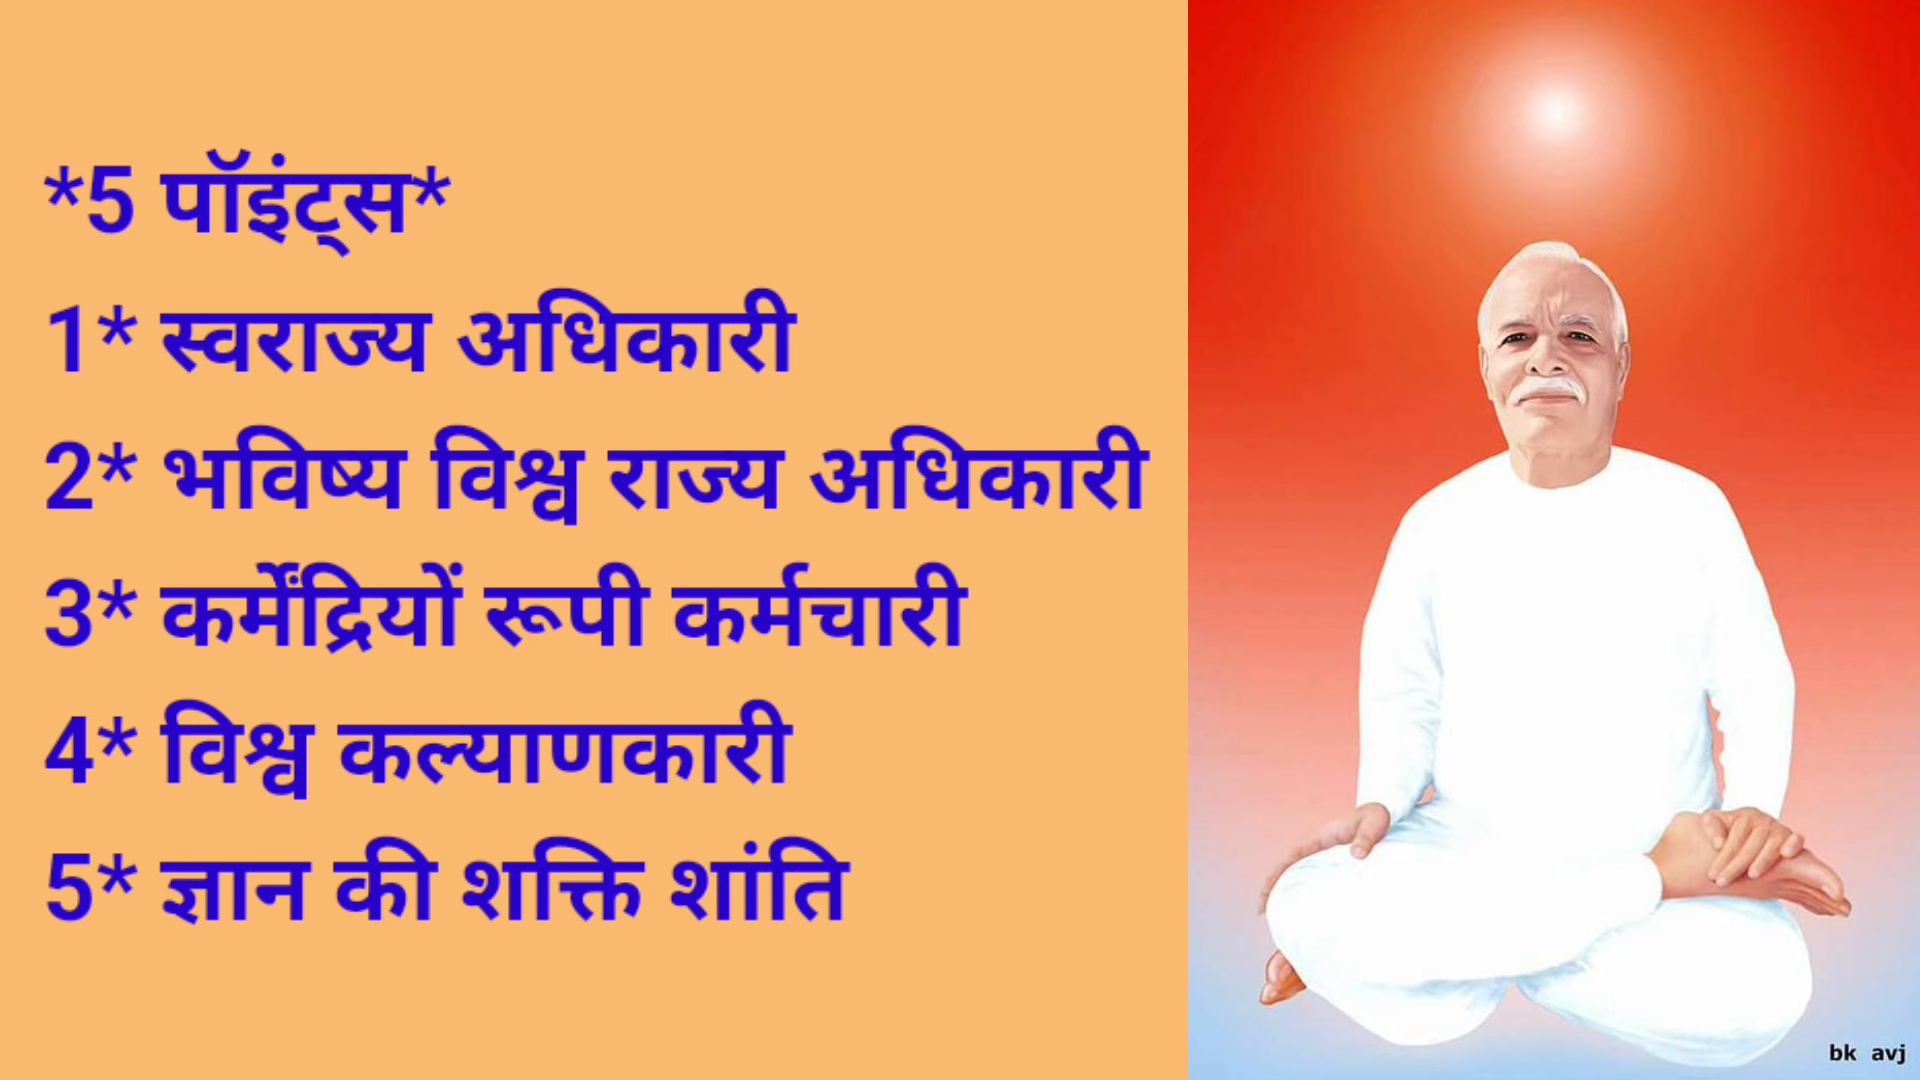 *5 पॉइंट्स*
1* स्वराज्य अधिकारी
2* भविष्य विश्व राज्य अधिकारी
3* कर्मेंद्रियों रूपी कर्मचारी
4* विश्व कल्याणकारी
5* ज्ञान की शक्ति शांति
bk avj